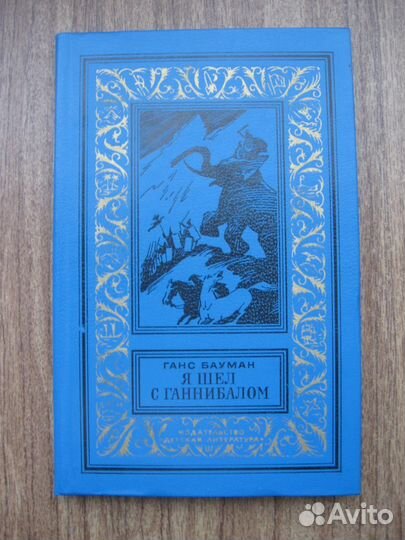 ГАНС БАУМАН
Я ШЕЛ
С ГАННИБАЛОМ
ИЗДАТЕЛЬСТВО
"ДЕТСКАЯ ЛИТЕРАТУРА"
Avito